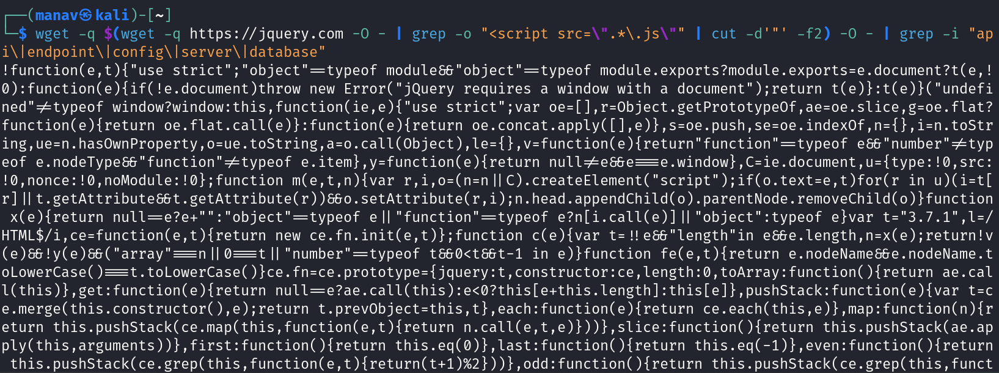 ┌──(manav㉿kali)-[~]
└─$ wget -q $(wget -q https://jquery.com -O - | grep -o "<script src=\".*\.js\"" | cut -d'"' -f2) -O - | grep -i "ap
i\|endpoint\|config\|server\|database"
!function(e,t){"use strict";"object"==typeof module&&"object"==typeof module.exports?module.exports=e.document?t(e,!
0):function(e){if(!e.document)throw new Error("jQuery requires a window with a document");return t(e)}:t(e)}("undefi
ned"!=typeof window?window:this,function(ie,e){"use strict";var oe=[],r=Object.getPrototypeOf,ae=oe.slice,g=oe.flat?
function(e){return oe.flat.call(e)}:function(e){return oe.concat.apply([],e)},s=oe.push,se=oe.indexOf,n={},i=n.toStr
ing,ue=n.hasOwnProperty,o=ue.toString,a=o.call(Object),le={},v=function(e){return"function"==typeof e&&"number"!=typ
eof e.nodeType&&"function"!=typeof e.item},y=function(e){return null!=e&&e===e.window},C=ie.document,u={type:!0,src:
!0,nonce:!0,noModule:!0};function m(e,t,n){var r,i,o=(n=n||C).createElement("script");if(o.text=e,t)for(r in u)(i=t[
r]||t.getAttribute&&t.getAttribute(r))&&o.setAttribute(r,i);n.head.appendChild(o).parentNode.removeChild(o)}function
 x(e){return null==e?e+"":"object"==typeof e||"function"==typeof e?n[i.call(e)]||"object":typeof e}var t="3.7.1",l=/
HTML$/i,ce=function(e,t){return new ce.fn.init(e,t)};function c(e){var t=!!e&&"length"in e&&e.length,n=x(e);return!v
(e)&&!y(e)&&("array"===n||0===t||"number"==typeof t&&0<t&&t-1 in e)}function fe(e,t){return e.nodeName&&e.nodeName.t
oLowerCase()===t.toLowerCase()}ce.fn=ce.prototype={jquery:t,constructor:ce,length:0,toArray:function(){return ae.cal
l(this)},get:function(e){return null==e?ae.call(this):e<0?this[e+this.length]:this[e]},pushStack:function(e){var t=c
e.merge(this.constructor(),e);return t.prevObject=this,t},each:function(e){return ce.each(this,e)},map:function(n){r
eturn this.pushStack(ce.map(this,function(e,t){return n.call(e,t,e)}))},slice:function(){return this.pushStack(ae.ap
ply(this,arguments))},first:function(){return this.eq(0)},last:function(){return this.eq(-1)},even:function(){return
 this.pushStack(ce.grep(this,function(e,t){return(t+1)%2}))},odd:function(){return this.pushStack(ce.grep(this,funct